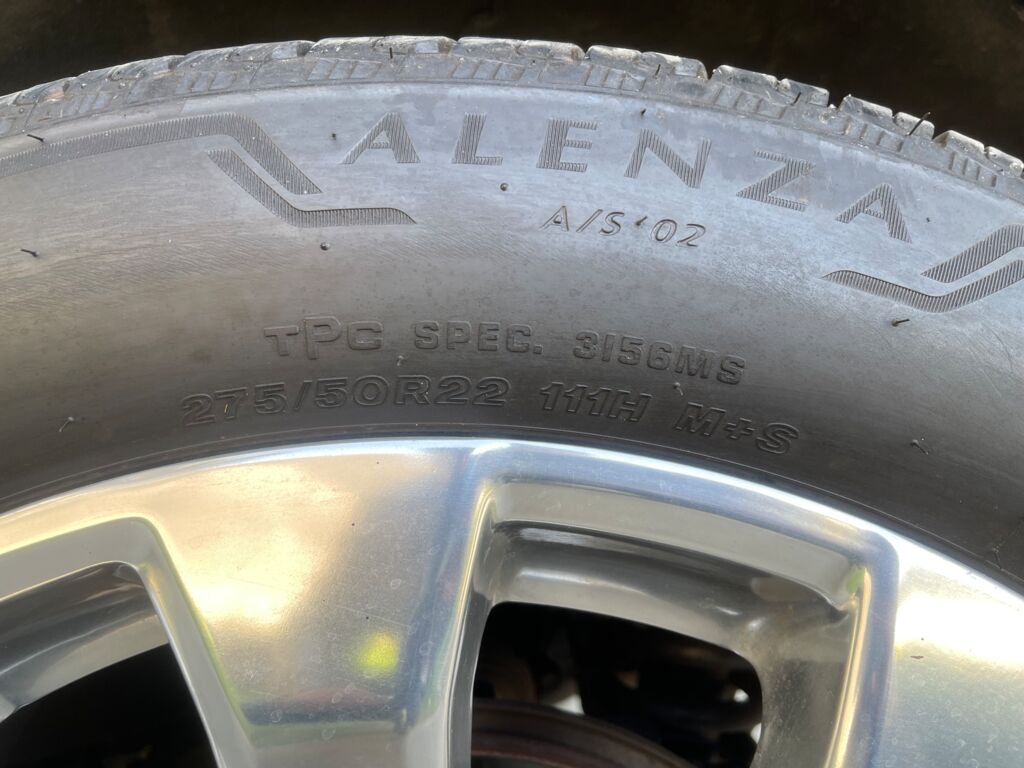 ALENZA
A/S '02
TPC SPEC. 3156MS
275/50R22 111H M+S